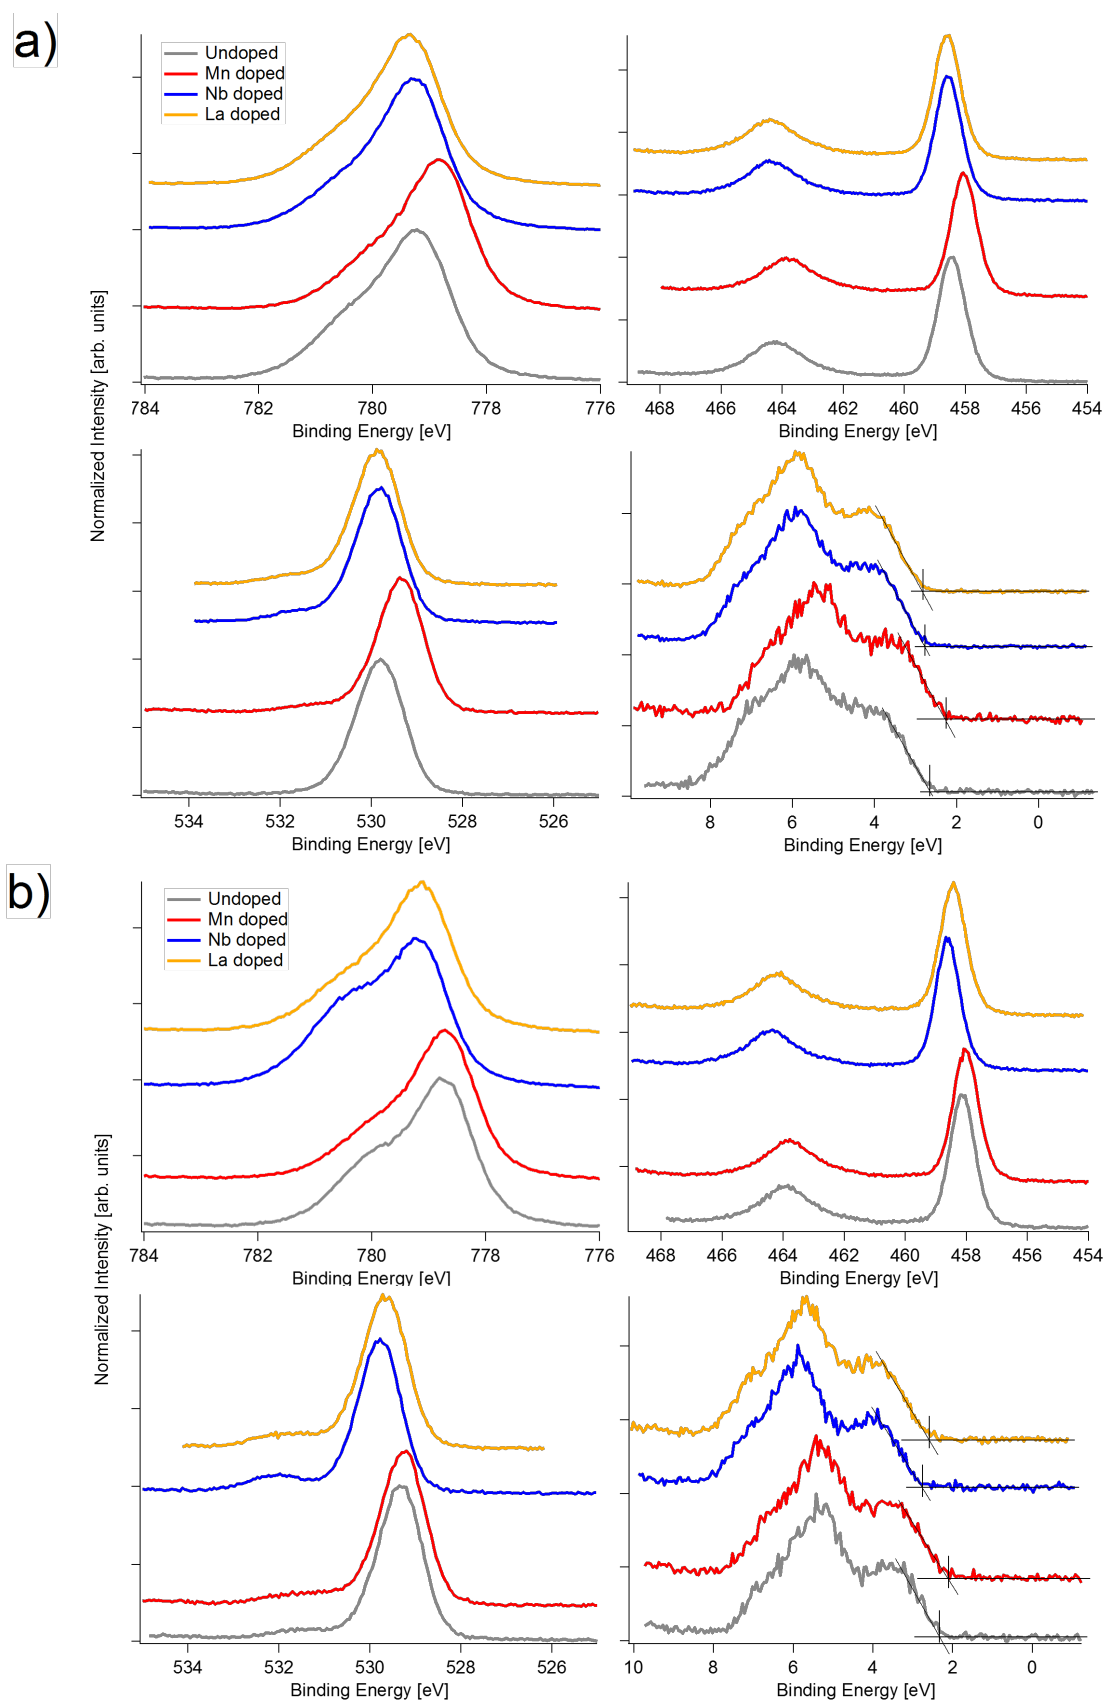 a)
Undoped
Mn doped
Nb doped
La doped
Normalized Intensity [arb. units]
784 782 780 778 776
Binding Energy [eV]
468 466 464 462 460 458 456 454
Binding Energy [eV]
534 532 530 528 526
Binding Energy [eV]
8 6 4 2 0
Binding Energy [eV]
b)
Undoped
Mn doped
Nb doped
La doped
Normalized Intensity [arb. units]
784 782 780 778 776
Binding Energy [eV]
468 466 464 462 460 458 456 454
Binding Energy [eV]
534 532 530 528 526
Binding Energy [eV]
10 8 6 4 2 0
Binding Energy [eV]